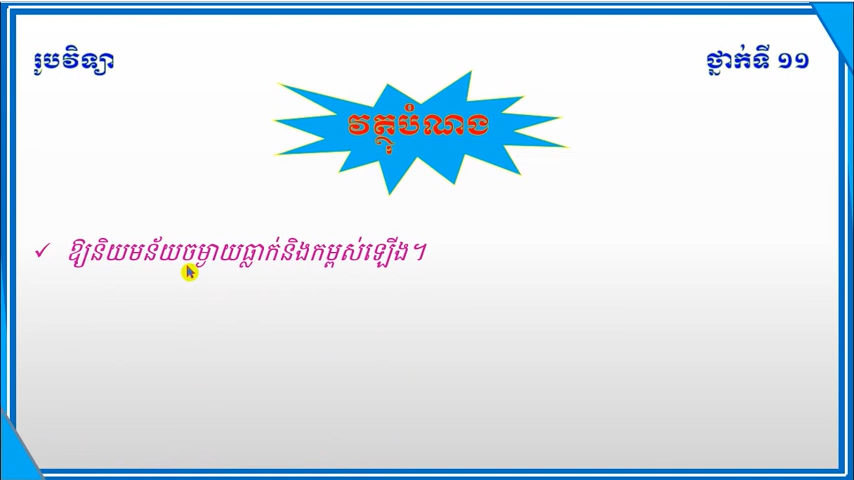 រូបវិទ្យា
ថ្នាក់ទី ១១
វត្ថុបំណង
✓ ឱ្យនិយមន័យចម្ងាយធ្លាក់និងកម្ពស់ឡើង។